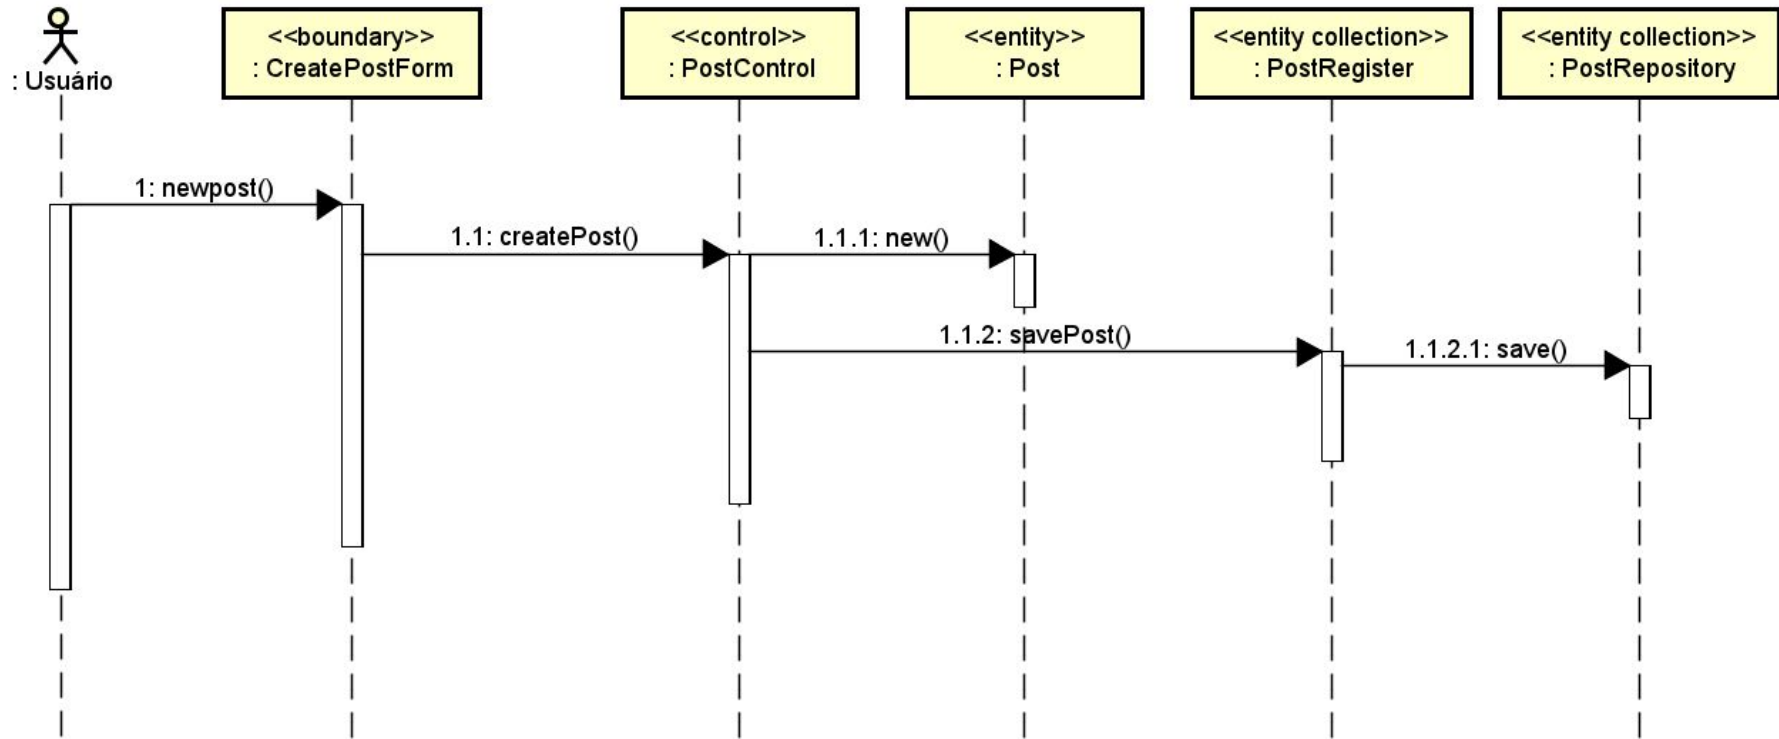 : Usuário
<<boundary>>
: CreatePostForm
<<control>>
: PostControl
<<entity>>
: Post
<<entity collection>>
: PostRegister
<<entity collection>>
: PostRepository
1: newpost()
1.1: createPost()
1.1.1: new()
1.1.2: savePost()
1.1.2.1: save()